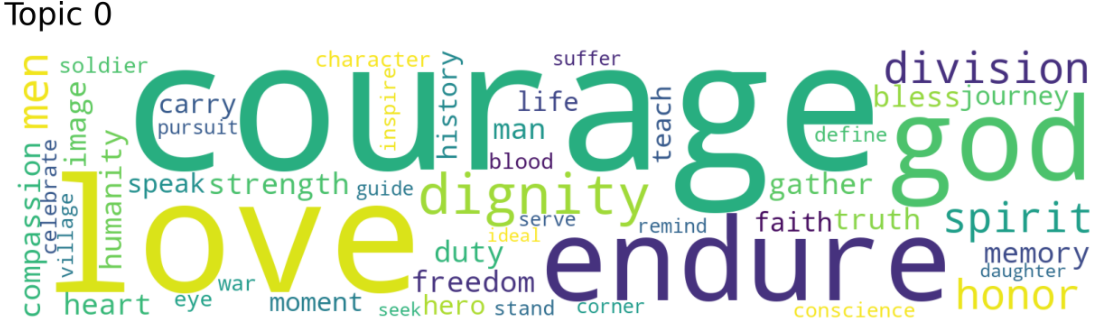 Topic 0
men
soldier
character
suffer
division
image
carry
pursuit
courage
inspire
history
life
man
blood
teach
define
bless
journey
god
compassion
celebrate
village
humanity
speak
strength
guide
dignity
gather
love
serve
ideal
remind
endure
faith
truth
spirit
duty
freedom
memory
daughter
heart
eye
war
moment
seek
hero
stand
corner
conscience
honor